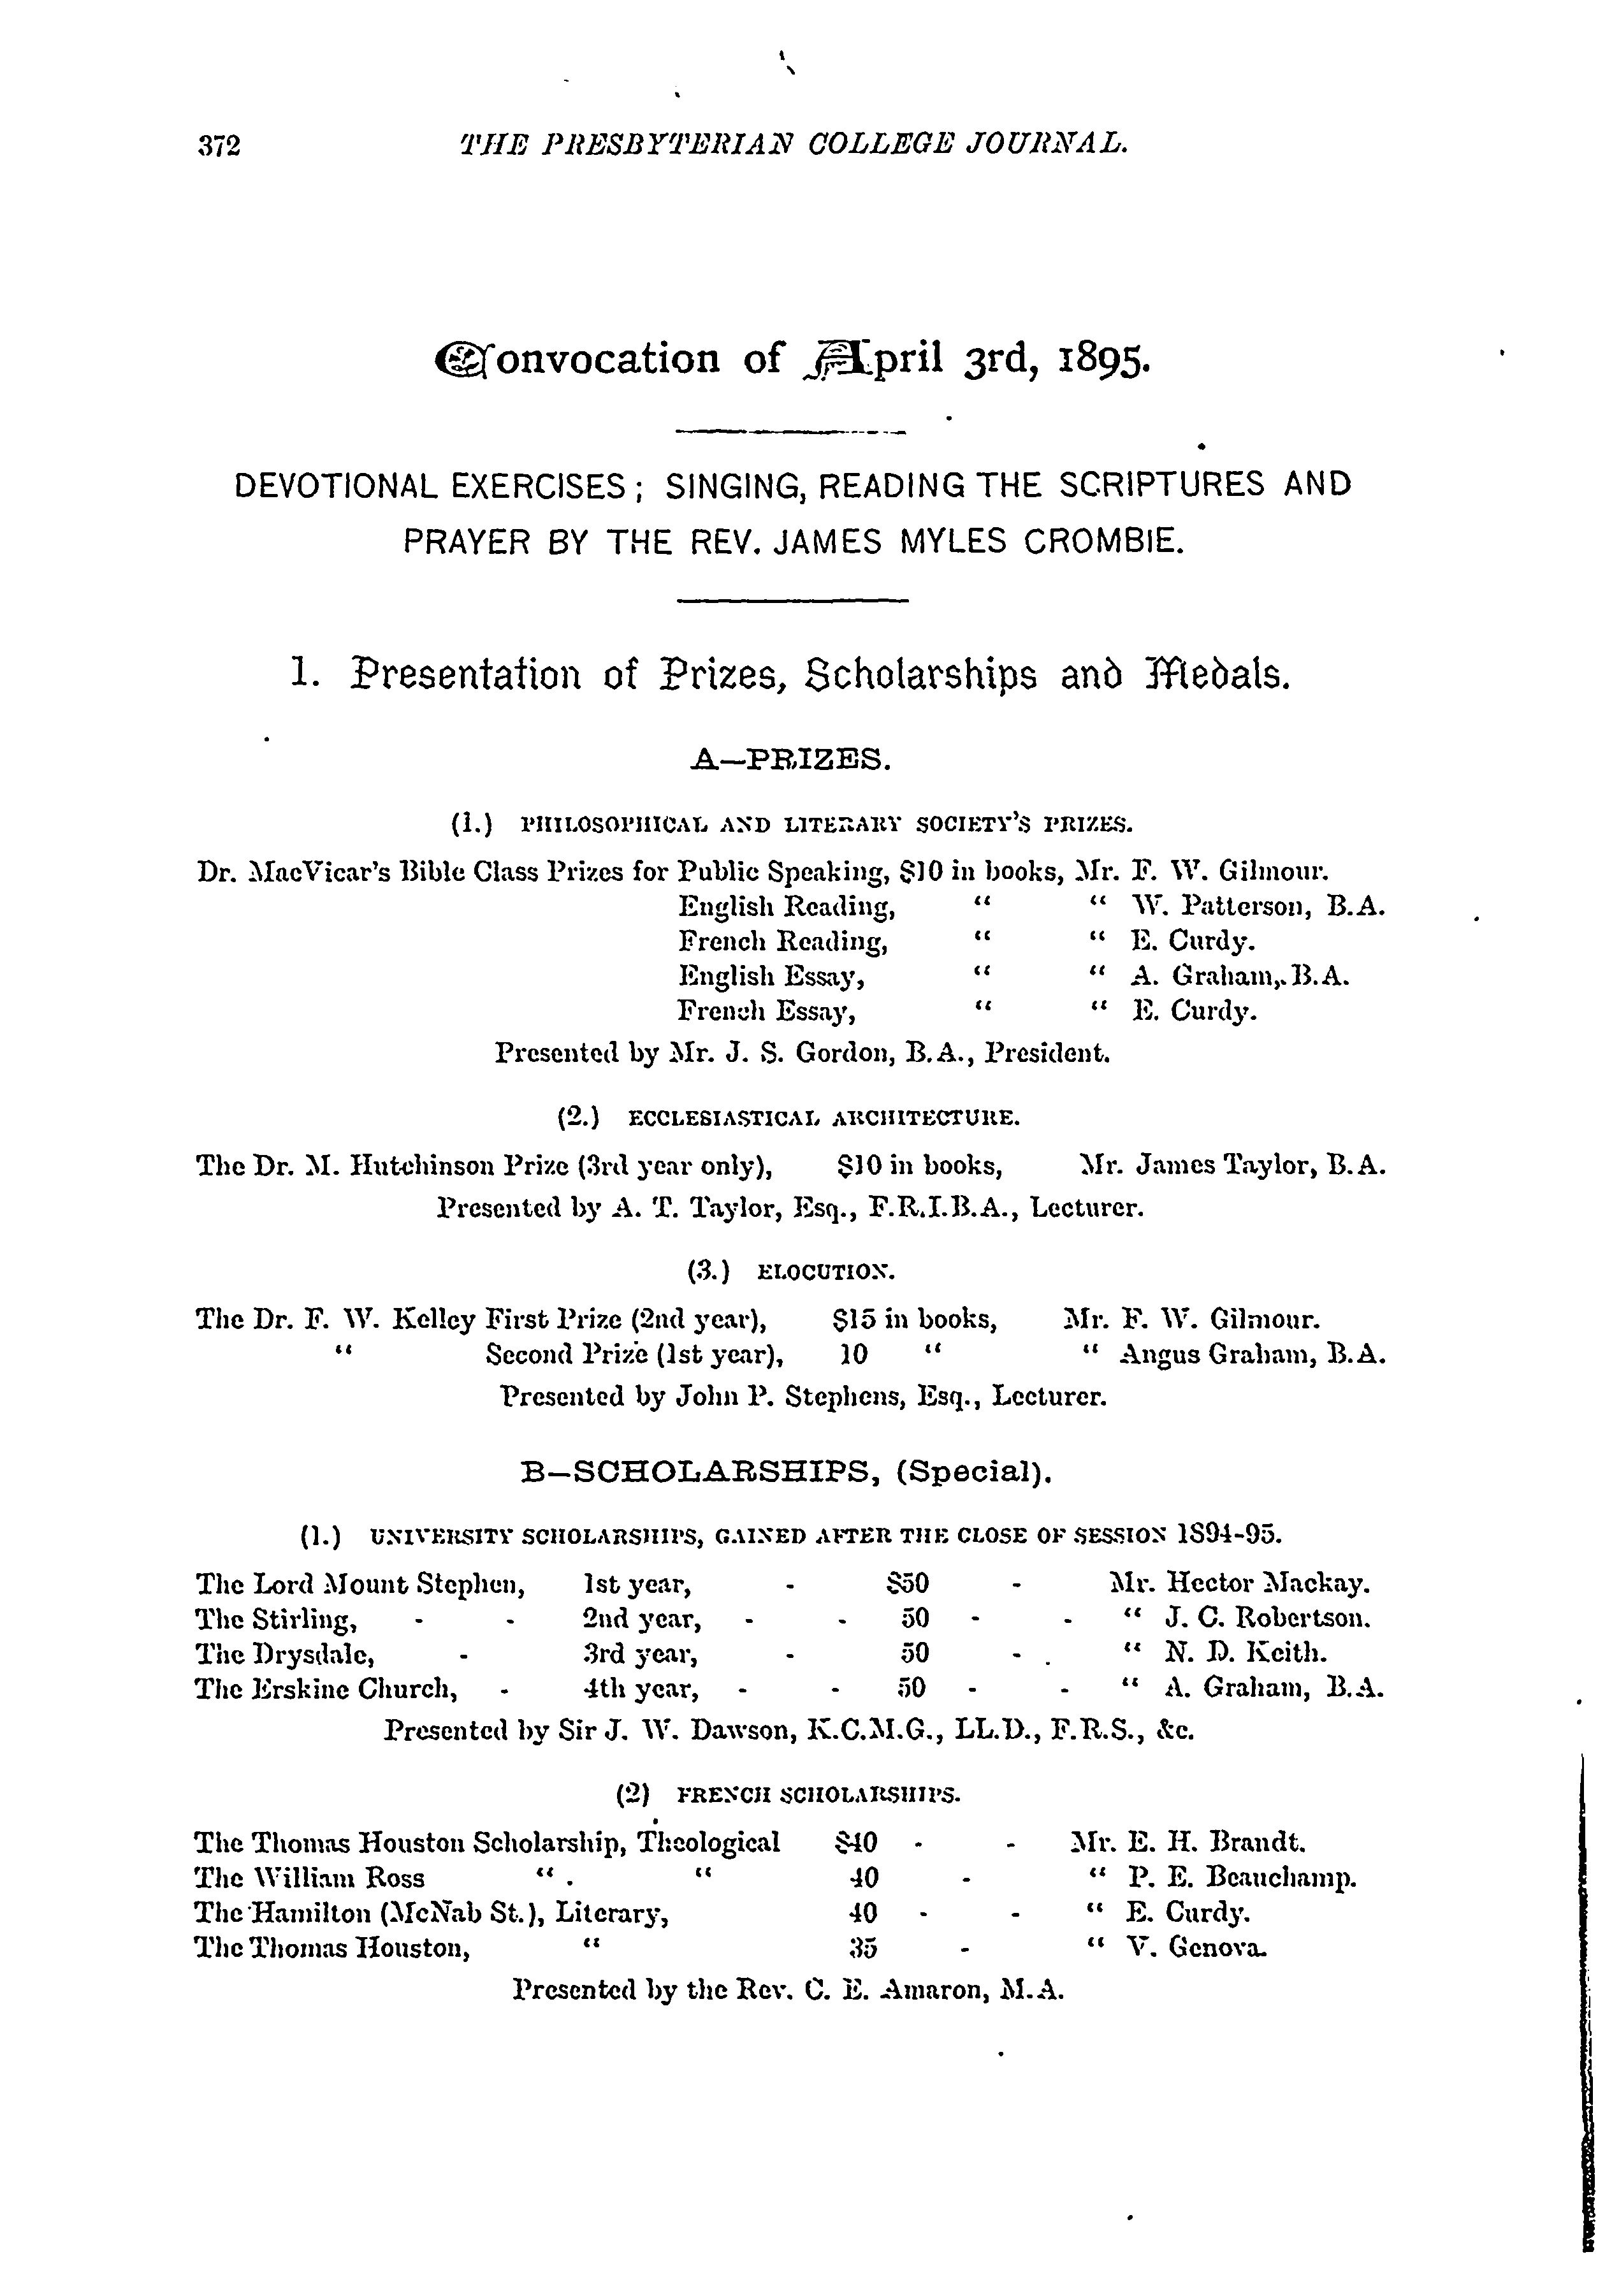 372 THE PRESBYTERIAN COLLEGE JOURNAL.
Convocation of April 3rd, 1895.
DEVOTIONAL EXERCISES; SINGING, READING THE SCRIPTURES AND
PRAYER BY THE REV. JAMES MYLES CROMBIE.
1. Presentation of Prizes, Scholarships and Medals.
A—PRIZES.
(1.) PHILOSOPHICAL AND LITERARY SOCIETY'S PRIZES.
Dr. MacVicar's Bible Class Prizes for Public Speaking, $10 in books, Mr. F. W. Gilmour.
English Reading, " " W. Patterson, B.A.
French Reading, " " E. Curdy.
English Essay, " " A. Graham, B.A.
French Essay, " " E. Curdy.
Presented by Mr. J. S. Gordon, B.A., President.
(2.) ECCLESIASTICAL ARCHITECTURE.
The Dr. M. Hutchinson Prize (3rd year only), $10 in books, Mr. James Taylor, B.A.
Presented by A. T. Taylor, Esq., F.R.I.B.A., Lecturer.
(3.) ELOCUTION.
The Dr. F. W. Kelley First Prize (2nd year), $15 in books, Mr. F. W. Gilmour.
" Second Prize (1st year), 10 " " Angus Graham, B.A.
Presented by John P. Stephens, Esq., Lecturer.
B—SCHOLARSHIPS, (Special).
(1.) UNIVERSITY SCHOLARSHIPS, GAINED AFTER THE CLOSE OF SESSION 1894-95.
The Lord Mount Stephen, 1st year, - $50 - Mr. Hector Mackay.
The Stirling, - - 2nd year, - - 50 - - " J. C. Robertson.
The Drysdale, - 3rd year, - 50 - " N. D. Keith.
The Erskine Church, - 4th year, - - 50 - - " A. Graham, B.A.
Presented by Sir J. W. Dawson, K.C.M.G., LL.D., F.R.S., &c.
(2) FRENCH SCHOLARSHIPS.
The Thomas Houston Scholarship, Theological $40 - - Mr. E. H. Brandt.
The William Ross " " 40 - " P. E. Beauchamp.
The Hamilton (McNab St.), Literary, 40 - - " E. Curdy.
The Thomas Houston, " 35 - " V. Genova.
Presented by the Rev. C. E. Amaron, M.A.